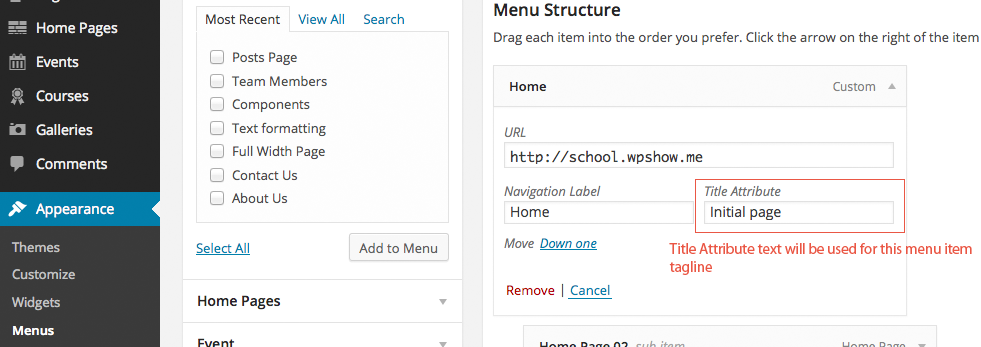 Home Pages
Events
Courses
Galleries
Comments
Appearance
Themes
Customize
Widgets
Menus
Most Recent View All Search
Posts Page
Team Members
Components
Text formatting
Full Width Page
Contact Us
About Us
Select All Add to Menu
Home Pages
Event
Menu Structure
Drag each item into the order you prefer. Click the arrow on the right of the item
Home Custom
URL
http://school.wpshow.me
Navigation Label Title Attribute
Home Initial page
Move Down one
Title Attribute text will be used for this menu item
tagline
Remove | Cancel
Home Page 02 sub item Home Page